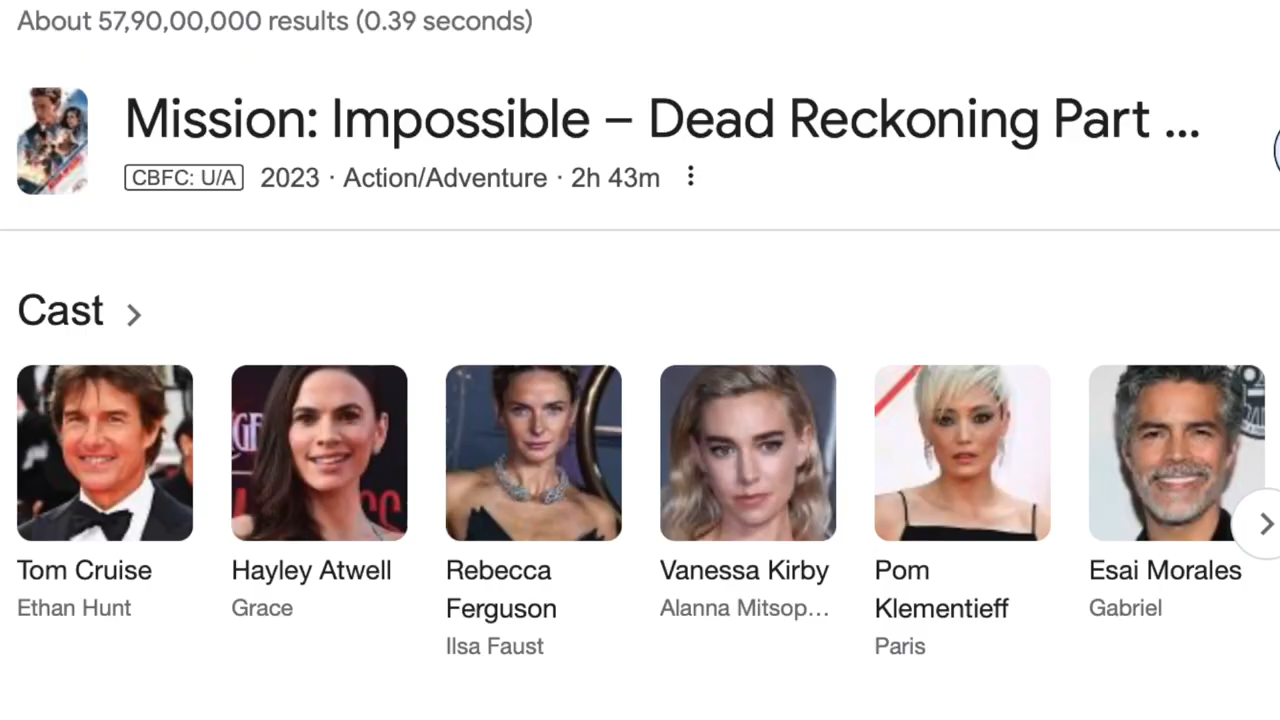 About 57,90,00,000 results (0.39 seconds)
Mission: Impossible – Dead Reckoning Part ...
CBFC: U/A 2023 · Action/Adventure · 2h 43m
Cast
Tom Cruise
Ethan Hunt
Hayley Atwell
Grace
Rebecca
Ferguson
Ilsa Faust
Vanessa Kirby
Alanna Mitsop...
Pom
Klementieff
Paris
Esai Morales
Gabriel